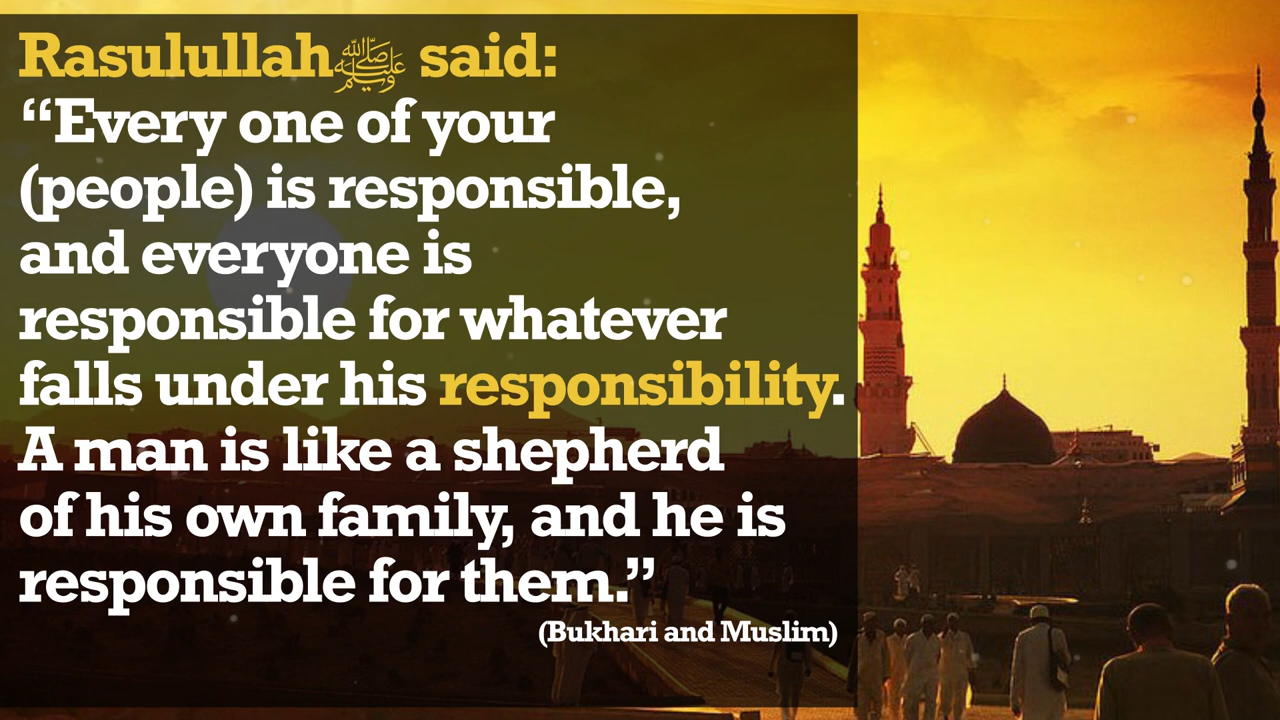 Rasulullahﷺ said:
“Every one of your
(people) is responsible,
and everyone is
responsible for whatever
falls under his responsibility.
A man is like a shepherd
of his own family, and he is
responsible for them.”
(Bukhari and Muslim)